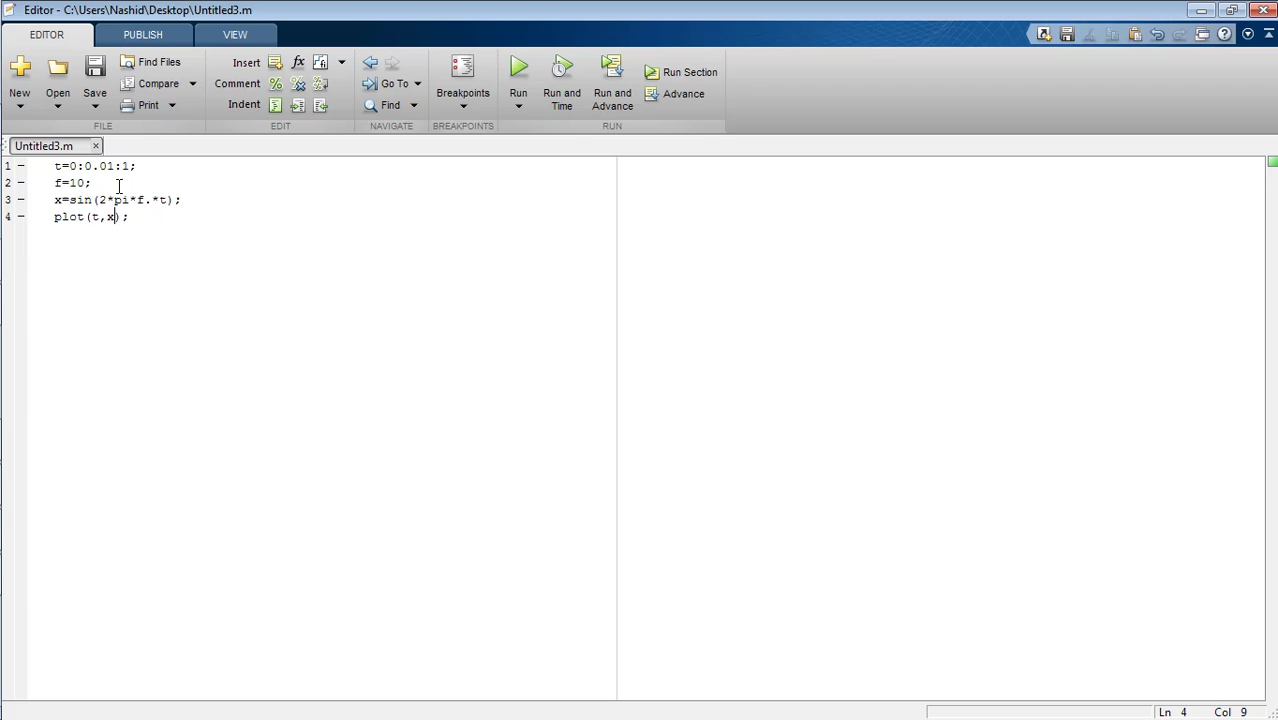 Editor - C:\Users\Nashid\Desktop\Untitled3.m
EDITOR PUBLISH VIEW
New Open Save Find Files Compare Print
FILE
Insert fx
Comment
Indent
EDIT
Go To
Find
NAVIGATE
Breakpoints
BREAKPOINTS
Run Run and Time Run and Advance Run Section Advance
RUN
Untitled3.m
1 - t=0:0.01:1;
2 - f=10;
3 - x=sin(2*pi*f.*t);
4 - plot(t,x);
Ln 4 Col 9